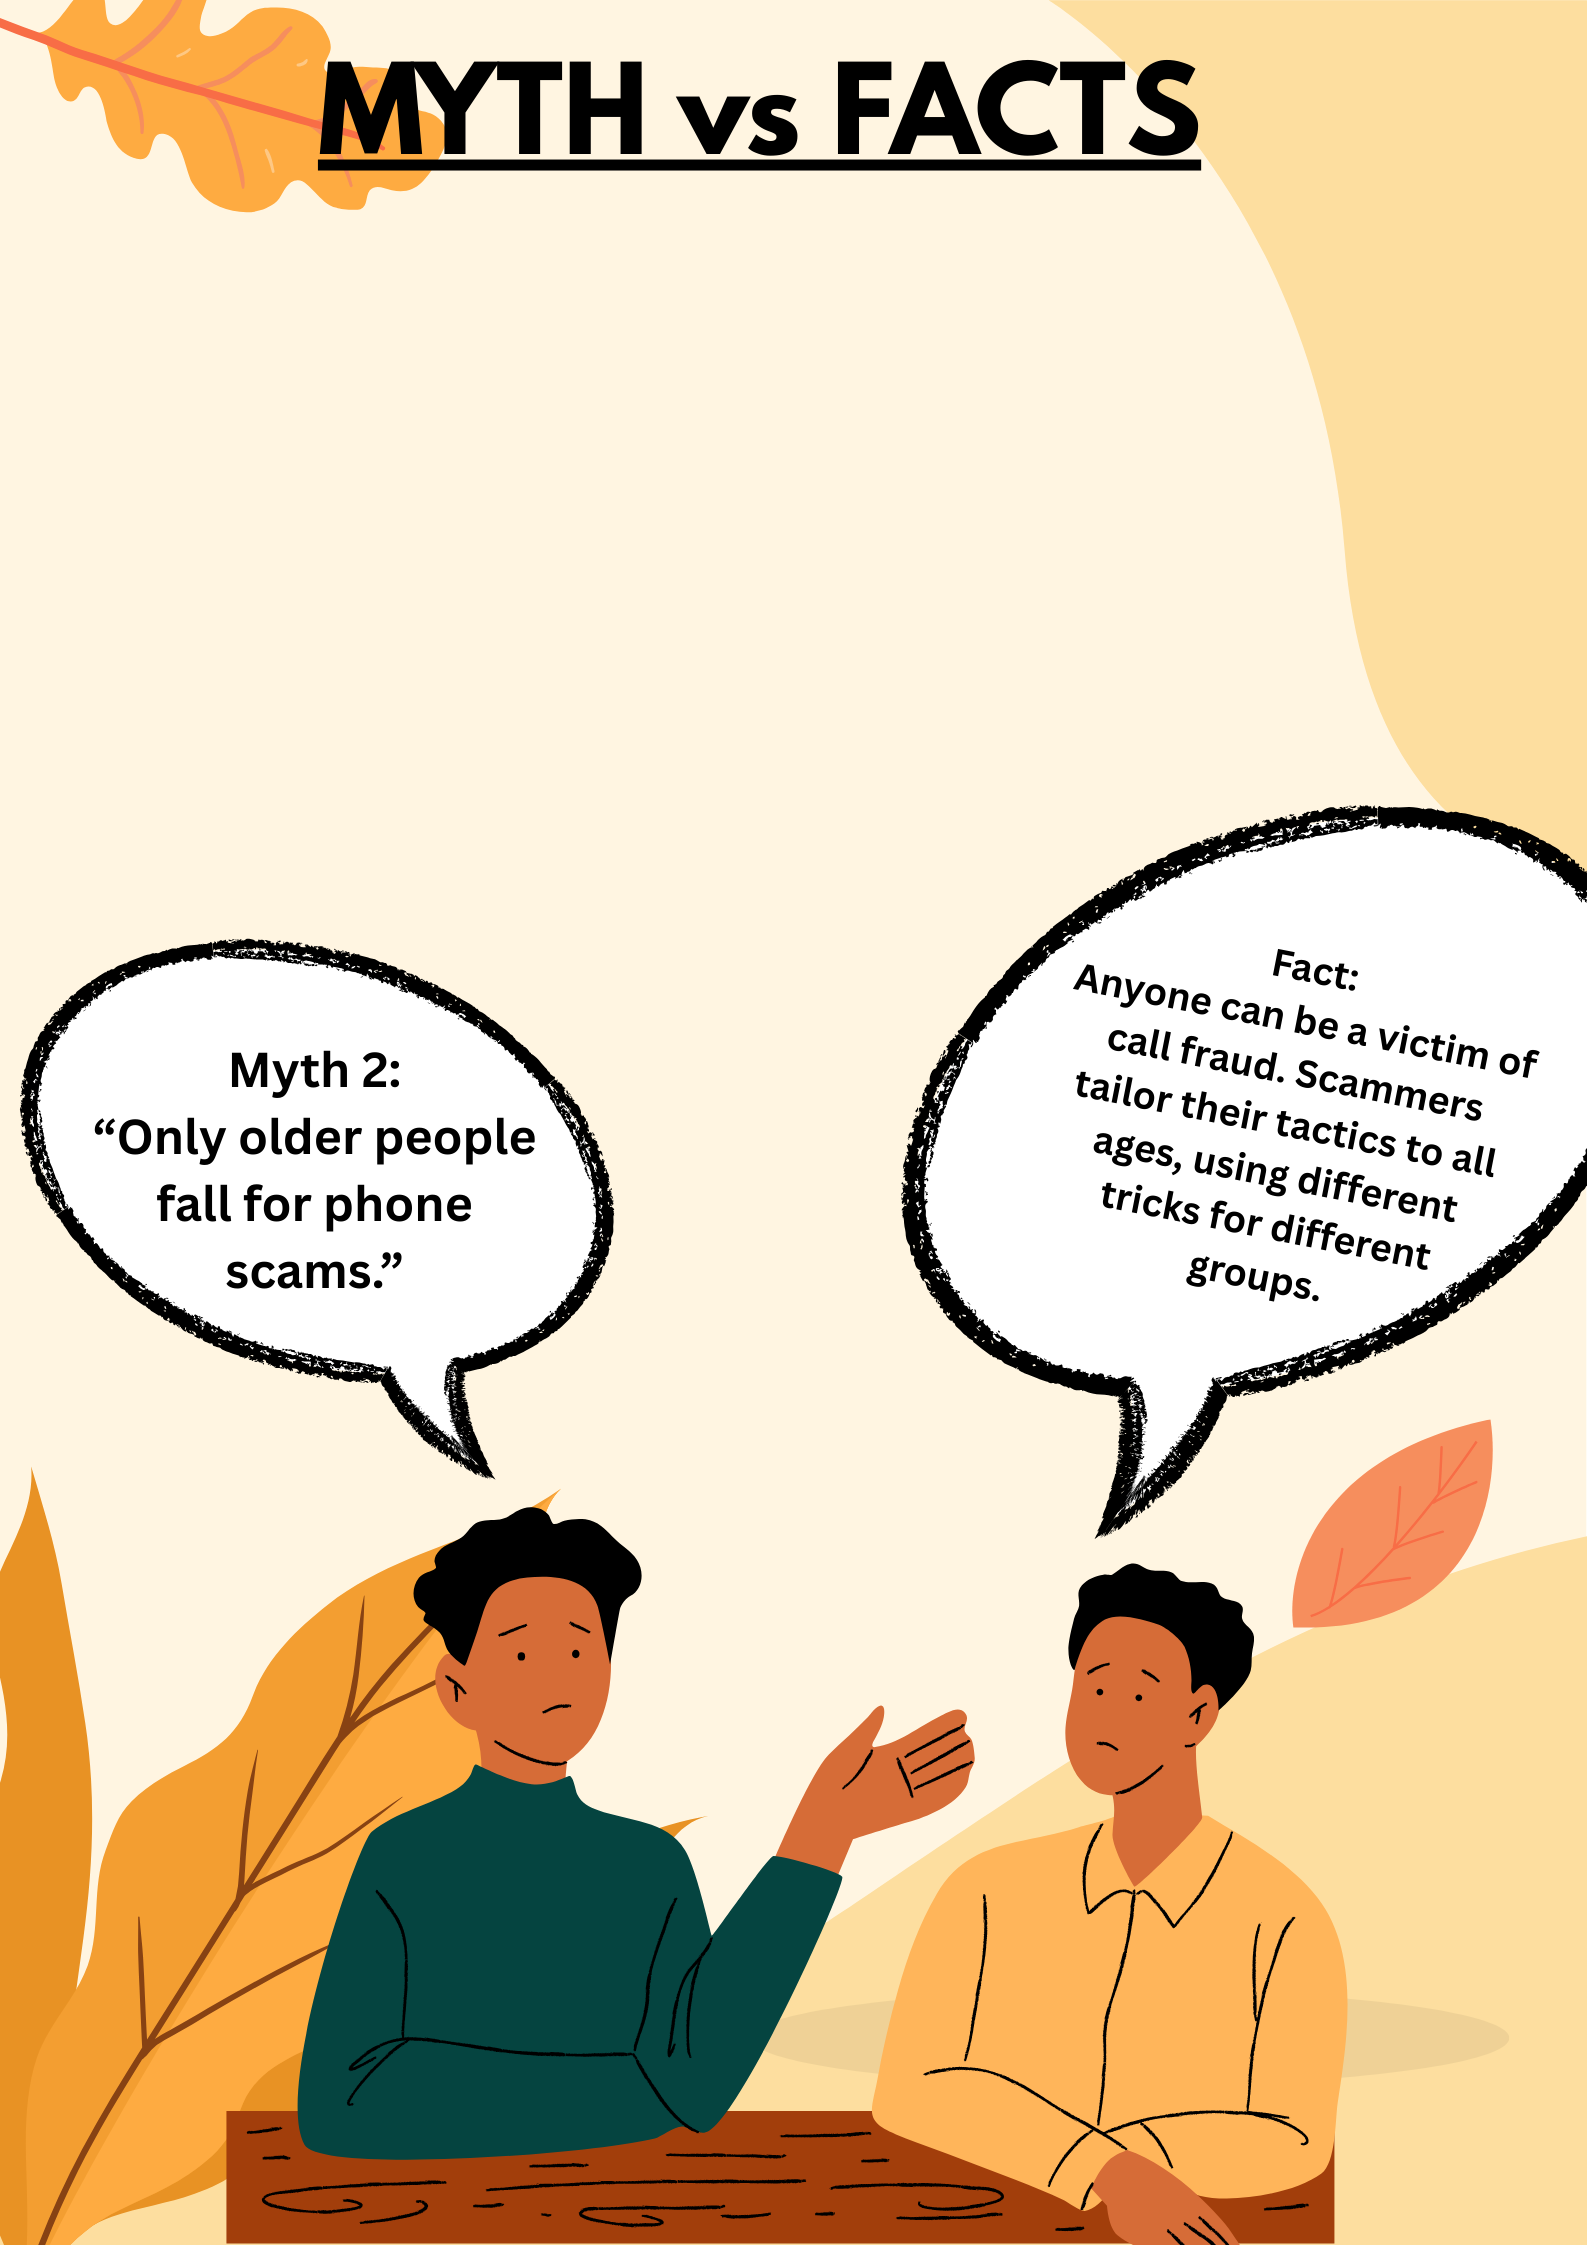 MYTH vs FACTS
Myth 2:
“Only older people
fall for phone
scams.”
Fact:
Anyone can be a victim of
call fraud. Scammers
tailor their tactics to all
ages, using different
tricks for different
groups.